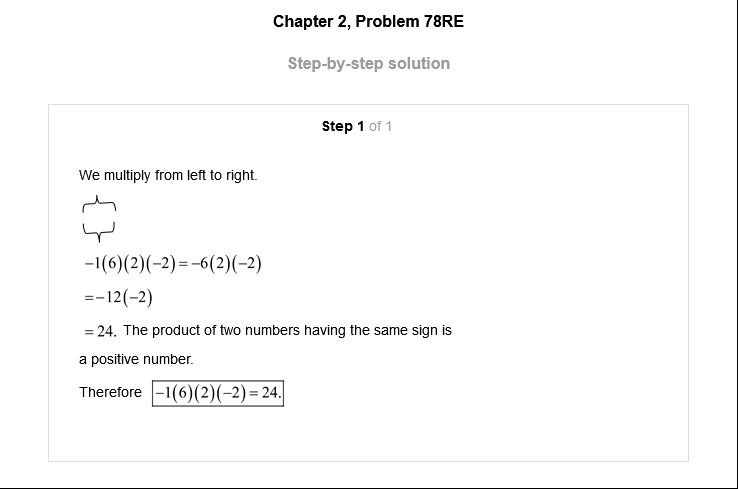 Chapter 2, Problem 78RE
Step-by-step solution
Step 1 of 1
We multiply from left to right.
−1(6)(2)(−2)=−6(2)(−2)
=−12(−2)
=24. The product of two numbers having the same sign is
a positive number.
Therefore −1(6)(2)(−2)=24.